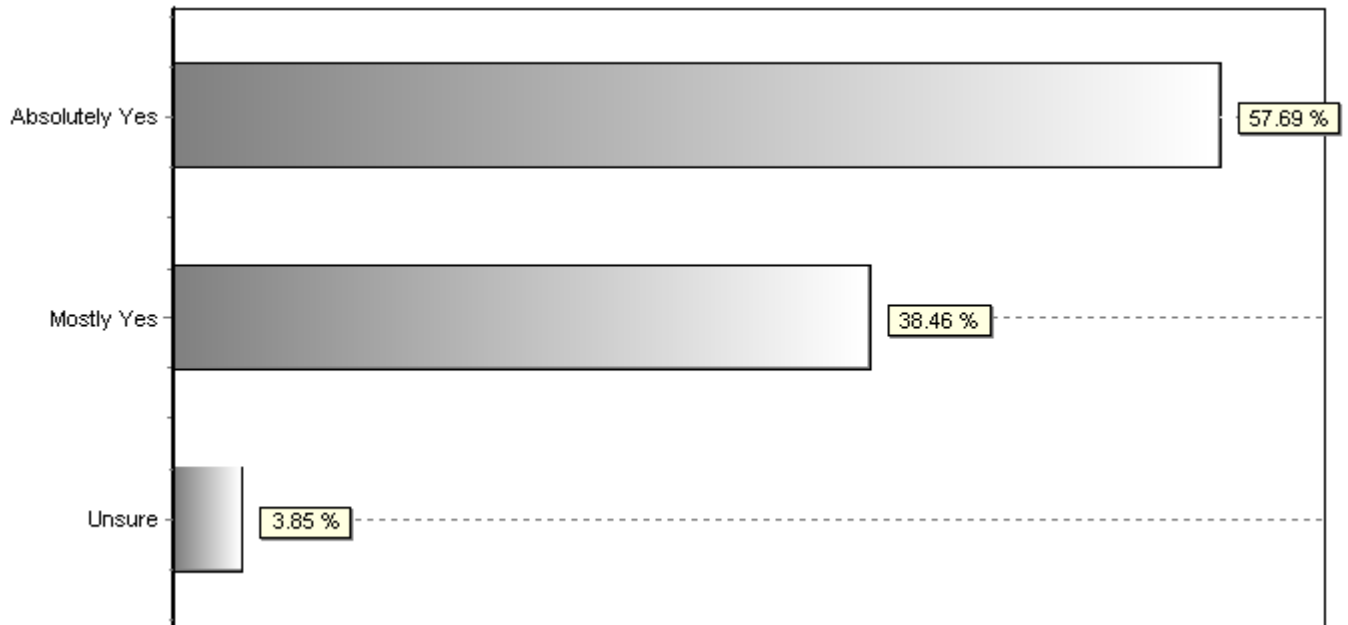 Absolutely Yes 57.69 %
Mostly Yes 38.46 %
Unsure 3.85 %